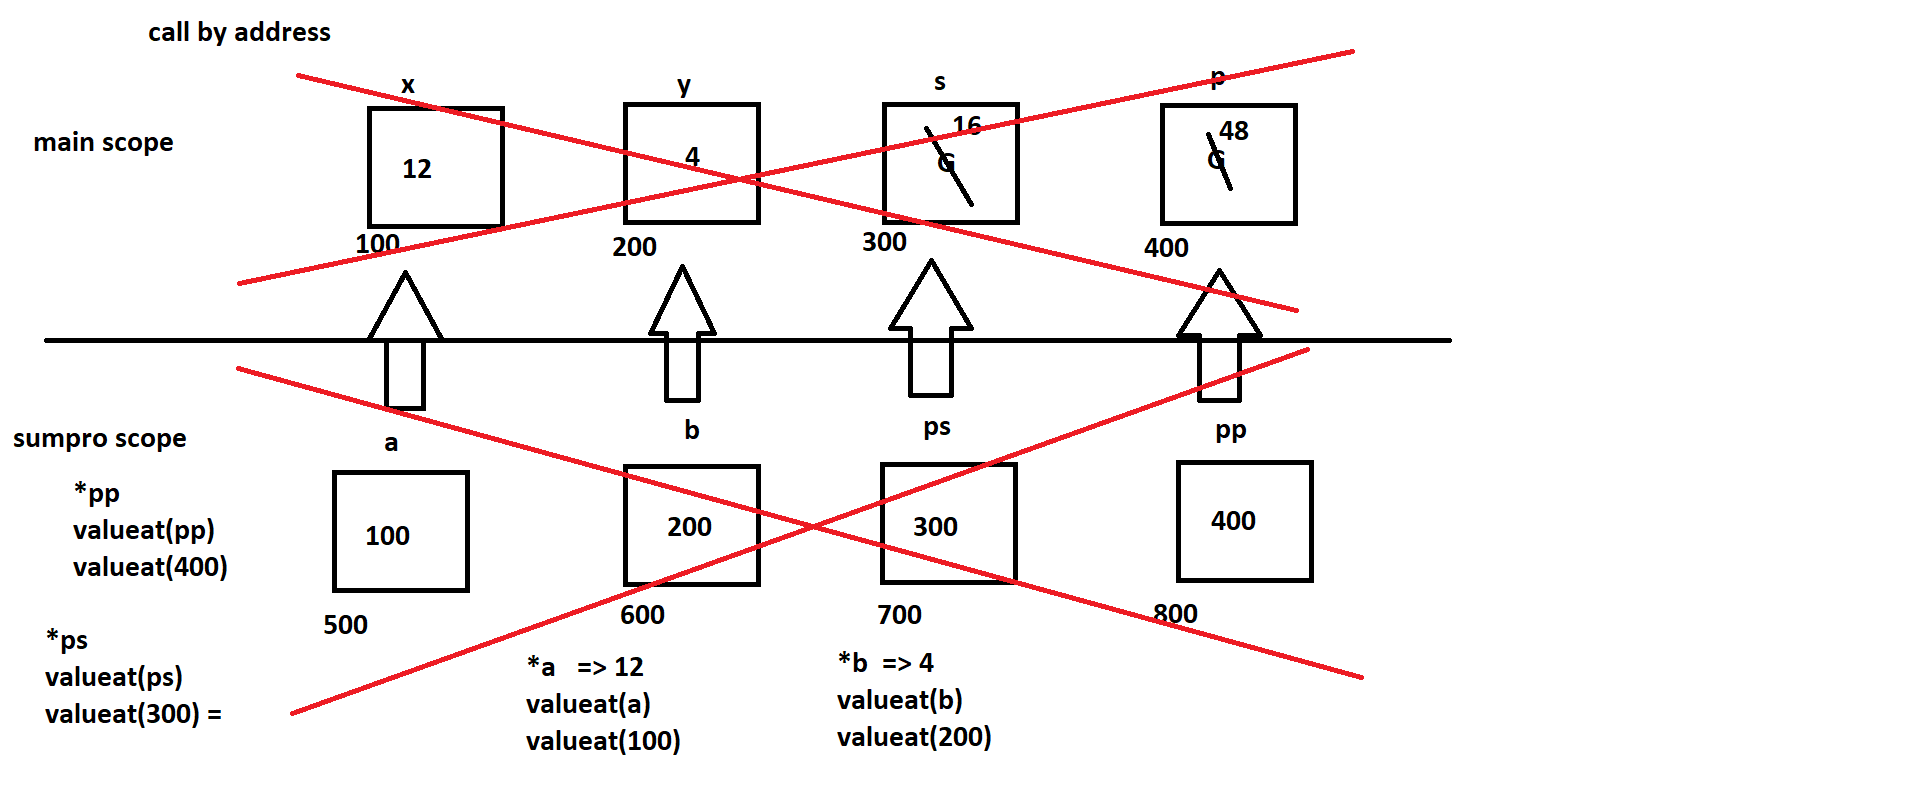 call by address
x y s p
main scope
12 4 16 G 48 G
100 200 300 400
sumpro scope
a b ps pp
*pp
valueat(pp)
valueat(400)
100 200 300 400
500 600 700 800
*ps
valueat(ps)
valueat(300) =
*a => 12
valueat(a)
valueat(100)
*b => 4
valueat(b)
valueat(200)